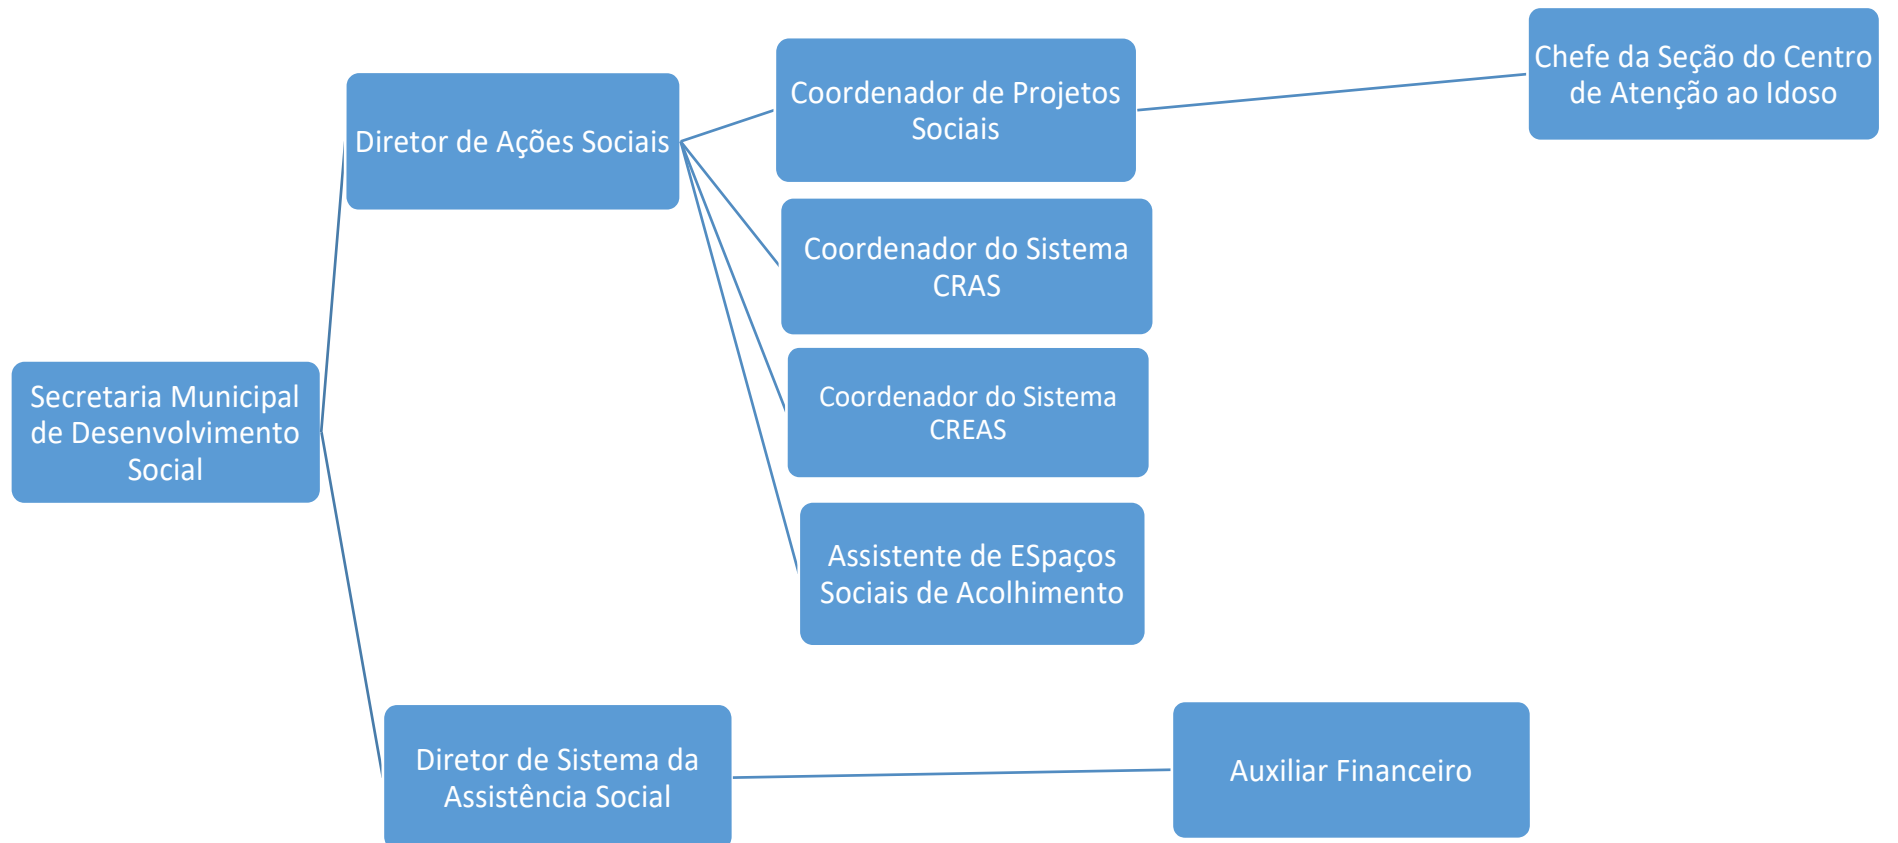 Secretaria Municipal
de Desenvolvimento
Social
Diretor de Ações Sociais
Coordenador de Projetos
Sociais
Chefe da Seção do Centro
de Atenção ao Idoso
Coordenador do Sistema
CRAS
Coordenador do Sistema
CREAS
Assistente de ESpaços
Sociais de Acolhimento
Diretor de Sistema da
Assistência Social
Auxiliar Financeiro